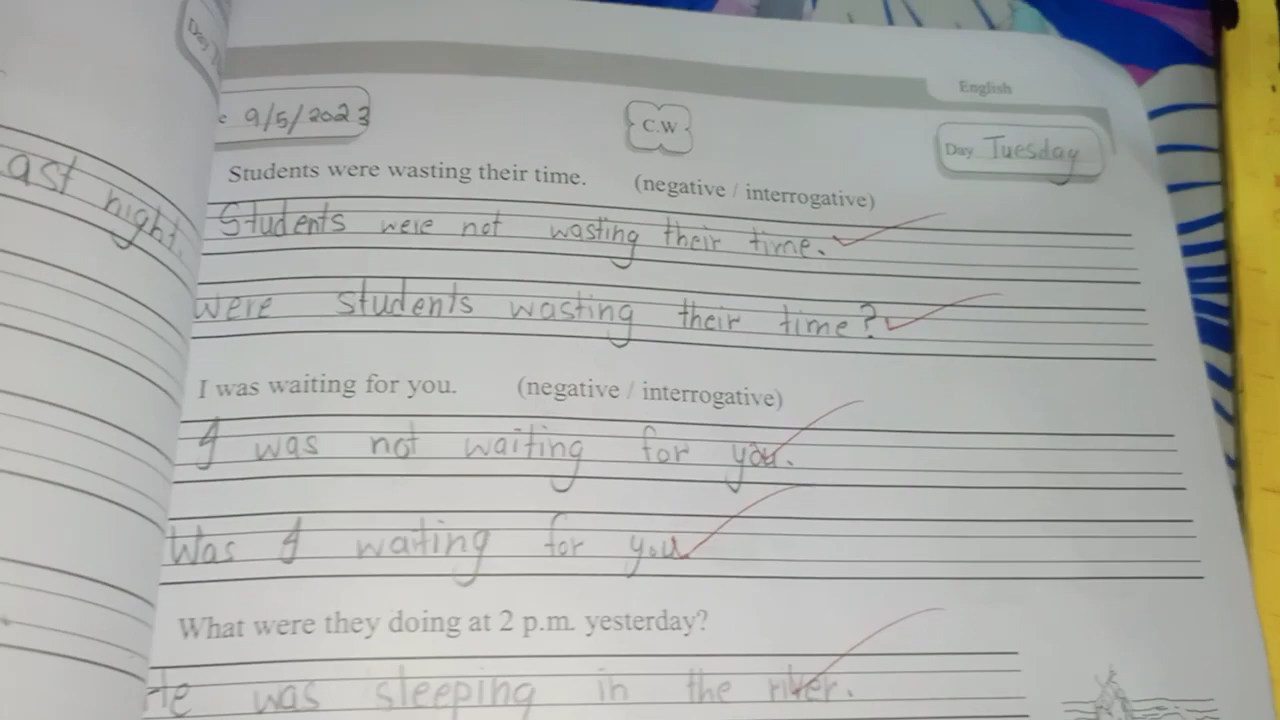 Day
English
9/5/2023
C.W
Day Tuesday
Students were wasting their time. (negative / interrogative)
ast night.
Students were not wasting their time.
Were students wasting their time?
I was waiting for you. (negative / interrogative)
I was not waiting for you.
Was I waiting for you
What were they doing at 2 p.m. yesterday?
He was sleeping in the river.